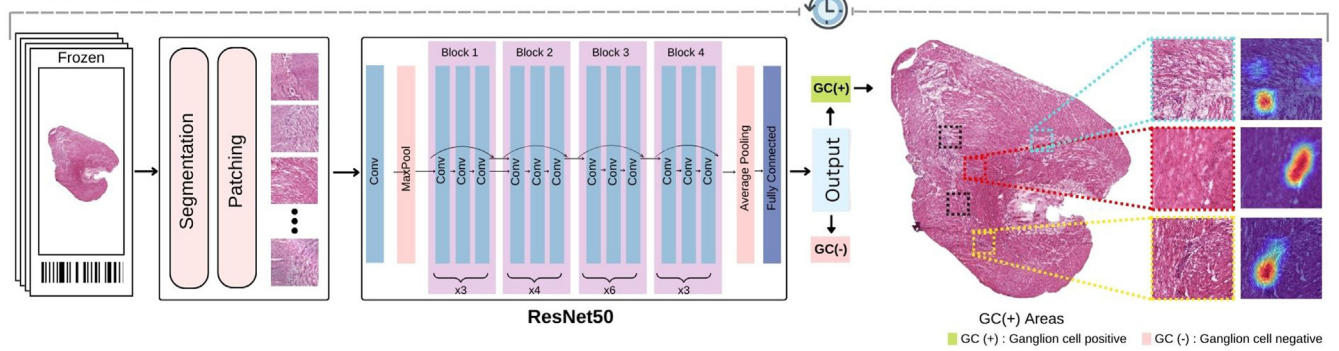 Frozen
Segmentation
Patching
Conv
MaxPool
Block 1
Conv Conv Conv
x3
Block 2
Conv Conv Conv
x4
Block 3
Conv Conv Conv
x6
Block 4
Conv Conv Conv
x3
Average Pooling
Fully Connected
ResNet50
GC(+)
Output
GC(-)
GC(+) Areas
GC (+) : Ganglion cell positive
GC (-) : Ganglion cell negative